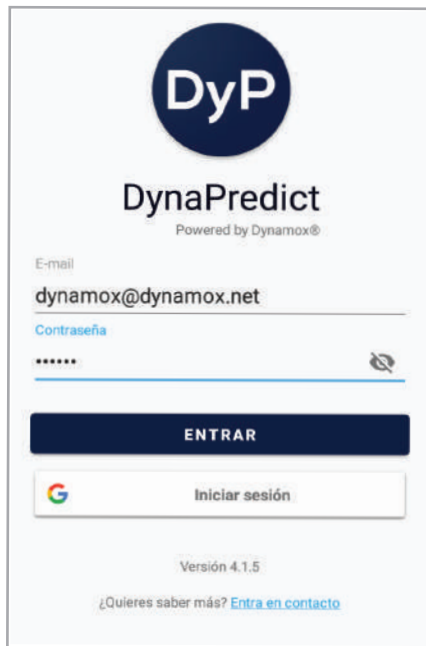 DyP
DynaPredict
Powered by Dynamox®
E-mail
dynamox@dynamox.net
Contraseña
••••••
ENTRAR
G Iniciar sesión
Versión 4.1.5
¿Quieres saber más? Entra en contacto